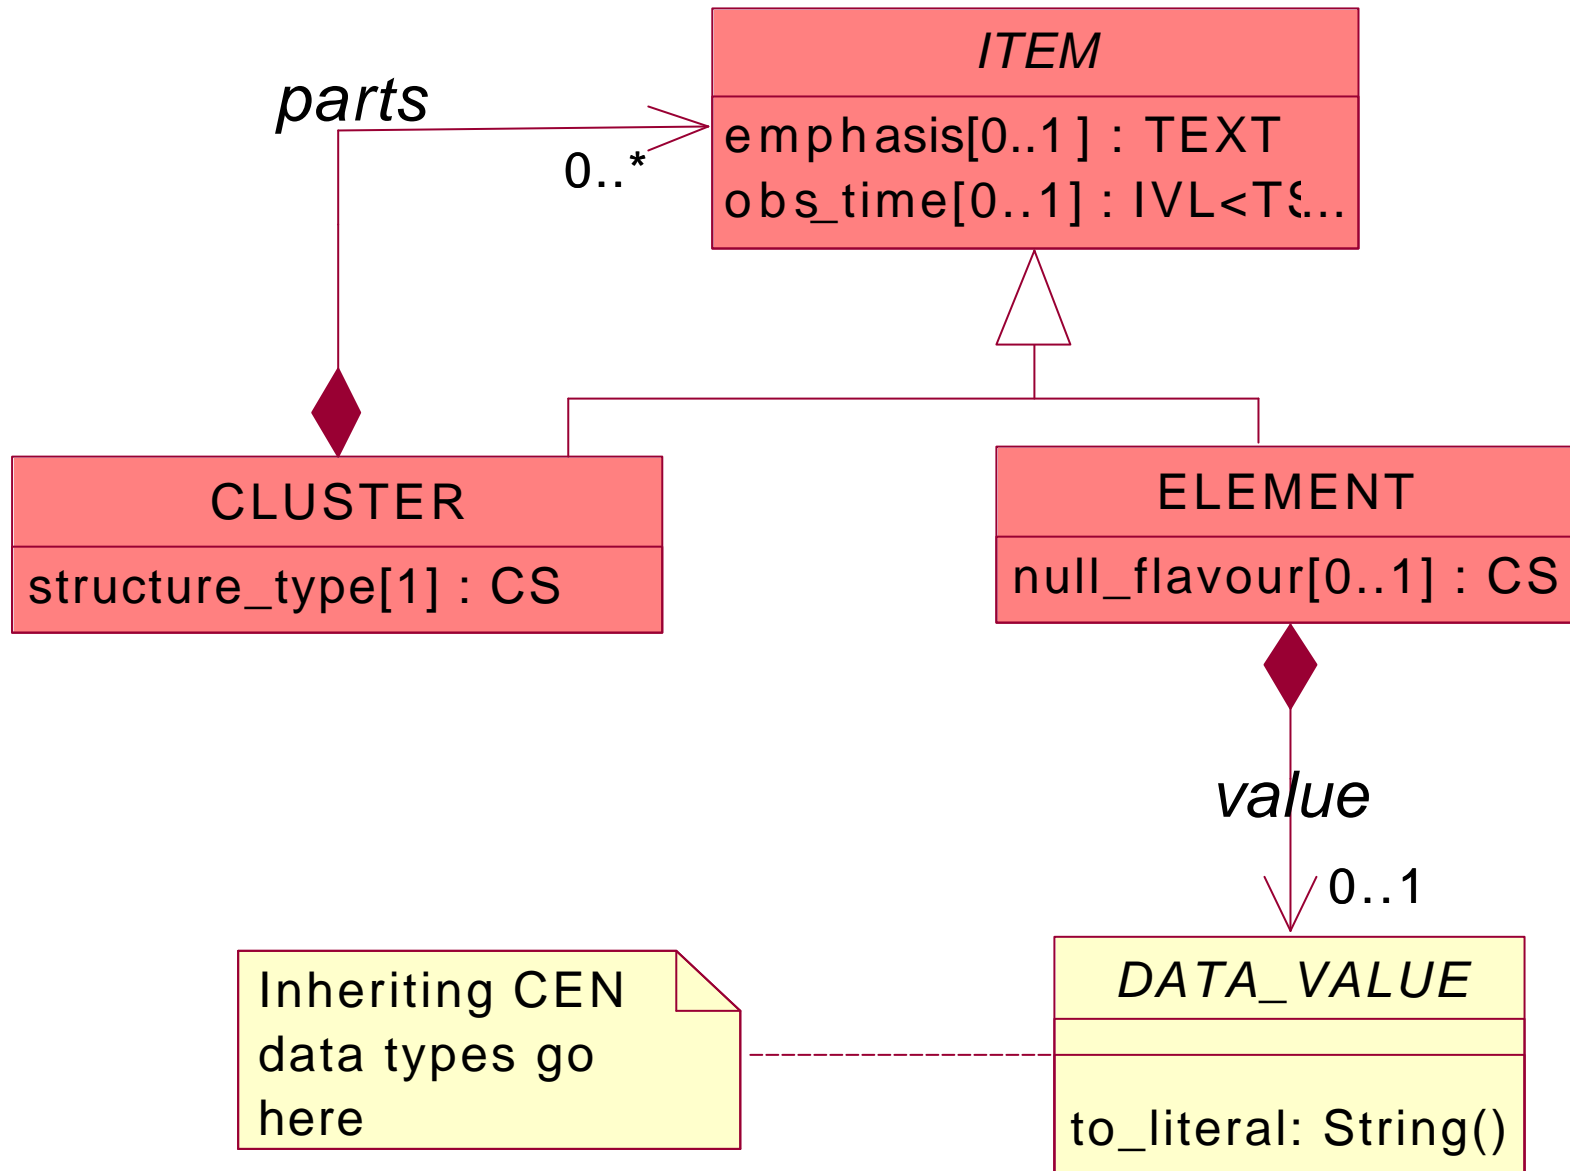 ITEM
parts
emphasis[0..1] : TEXT
0..*
obs_time[0..1] : IVL<TS...
CLUSTER
ELEMENT
structure_type[1] : CS
null_flavour[0..1] : CS
value
0..1
DATA_VALUE
Inheriting CEN
data types go
here
to_literal: String()